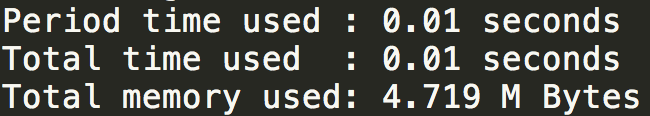 Period time used : 0.01 seconds
Total time used  : 0.01 seconds
Total memory used: 4.719 M Bytes